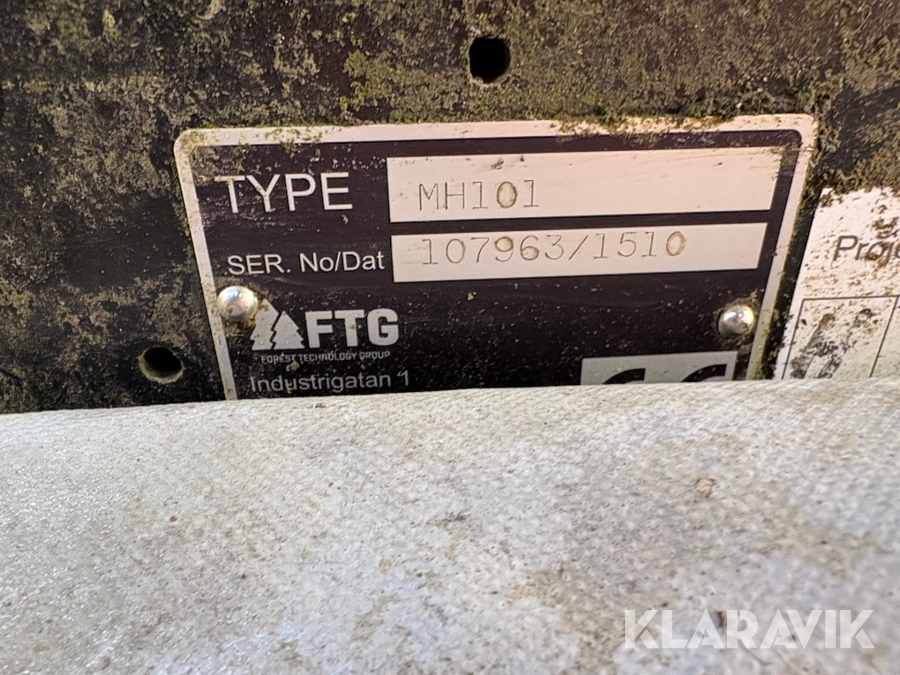 TYPE MH101
SER. No/Dat 107963/1510
FTG
FOREST TECHNOLOGY GROUP
Industrigatan 1
KLARAVIK